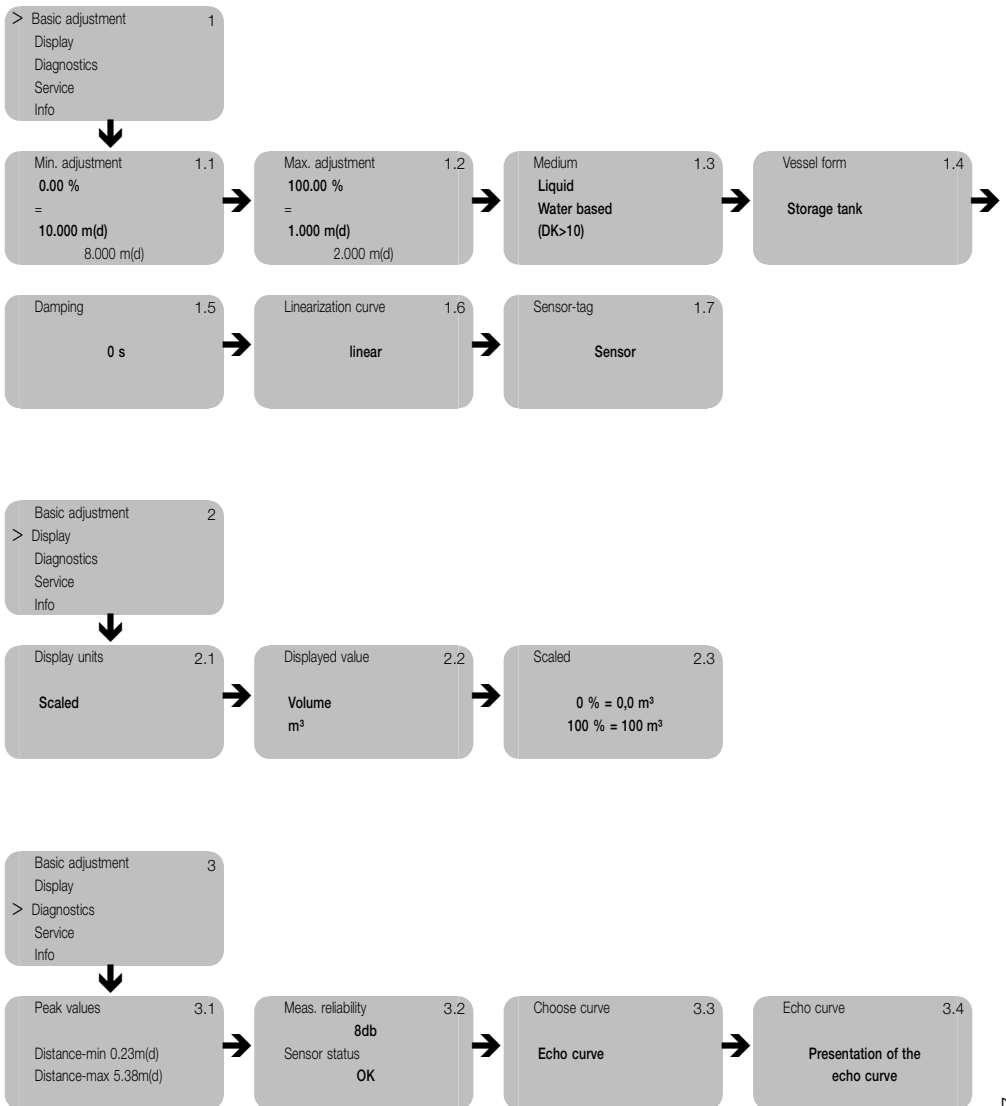 > Basic adjustment 1
Display
Diagnostics
Service
Info
Min. adjustment 1.1
0.00 %
=
10.000 m(d)
8.000 m(d)
Max. adjustment 1.2
100.00 %
=
1.000 m(d)
2.000 m(d)
Medium 1.3
Liquid
Water based
(DK>10)
Vessel form 1.4
Storage tank
Damping 1.5
0 s
Linearization curve 1.6
linear
Sensor-tag 1.7
Sensor
Basic adjustment 2
> Display
Diagnostics
Service
Info
Display units 2.1
Scaled
Displayed value 2.2
Volume
m³
Scaled 2.3
0 % = 0,0 m³
100 % = 100 m³
Basic adjustment 3
Display
> Diagnostics
Service
Info
Peak values 3.1
Distance-min 0.23m(d)
Distance-max 5.38m(d)
Meas. reliability 3.2
8db
Sensor status
OK
Choose curve 3.3
Echo curve
Echo curve 3.4
Presentation of the
echo curve